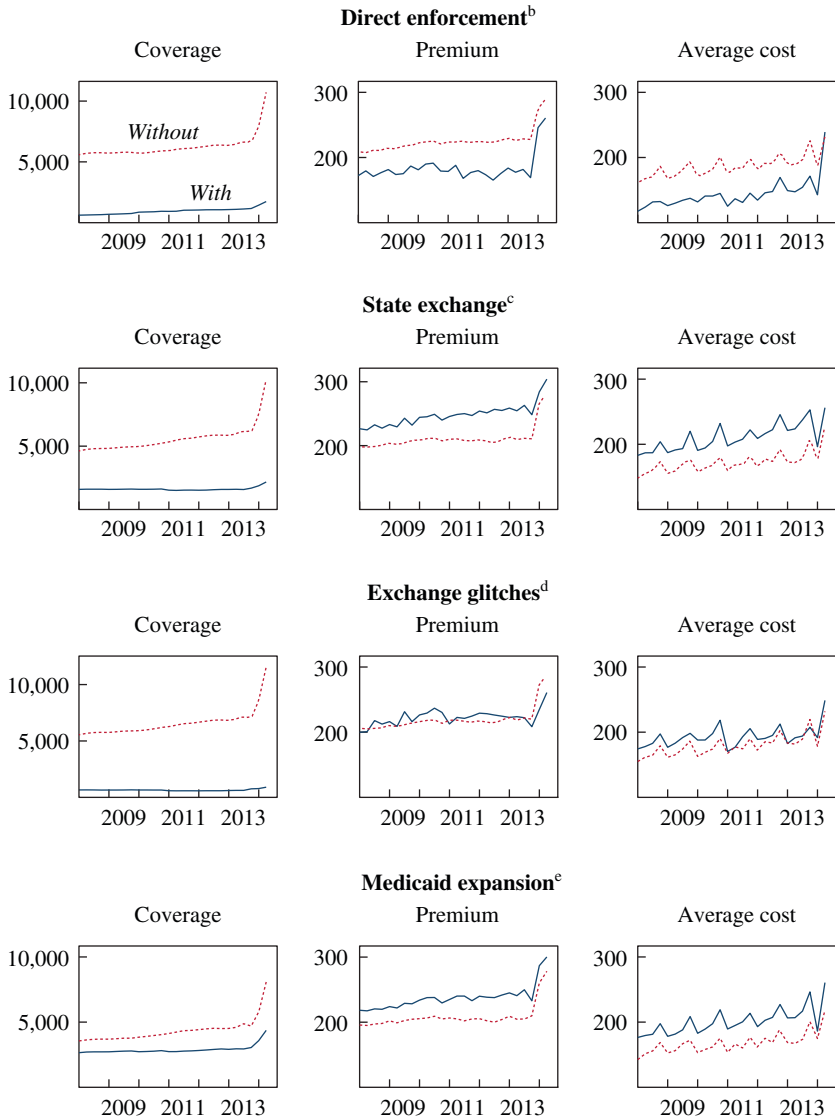 Direct enforcementᵇ
Coverage Premium Average cost
10,000 300 300
Without
5,000 200 200
With
2009 2011 2013 2009 2011 2013 2009 2011 2013
State exchangeᶜ
Coverage Premium Average cost
10,000 300 300
5,000 200 200
2009 2011 2013 2009 2011 2013 2009 2011 2013
Exchange glitchesᵈ
Coverage Premium Average cost
10,000 300 300
5,000 200 200
2009 2011 2013 2009 2011 2013 2009 2011 2013
Medicaid expansionᵉ
Coverage Premium Average cost
10,000 300 300
5,000 200 200
2009 2011 2013 2009 2011 2013 2009 2011 2013